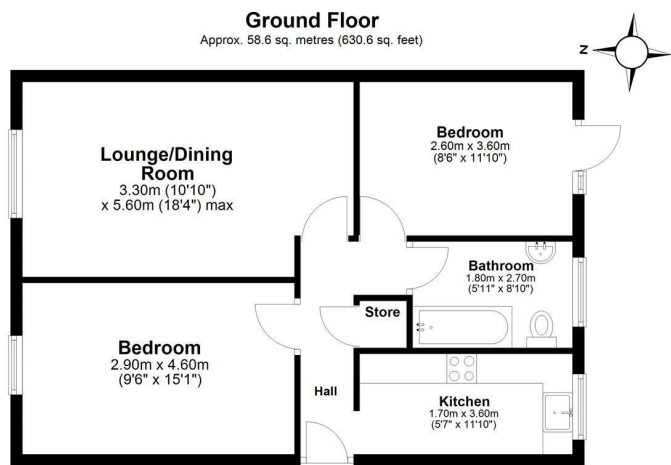 Ground Floor
Approx. 58.6 sq. metres (630.6 sq. feet)
N
Lounge/Dining
Room
3.30m (10'10")
x 5.60m (18'4") max
Bedroom
2.60m x 3.60m
(8'6" x 11'10")
Bathroom
1.80m x 2.70m
(5'11" x 8'10")
Store
Bedroom
2.90m x 4.60m
(9'6" x 15'1")
Hall
Kitchen
1.70m x 3.60m
(5'7" x 11'10")